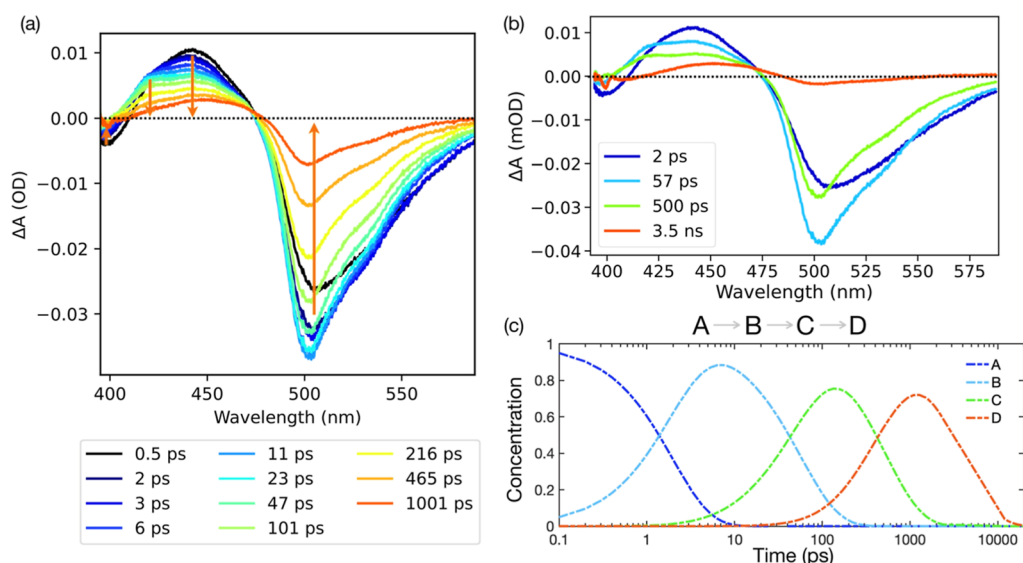 (a)
0.01
0.00
−0.01
−0.02
−0.03
ΔA (OD)
400 450 500 550
Wavelength (nm)
0.5 ps 11 ps 216 ps
2 ps 23 ps 465 ps
3 ps 47 ps 1001 ps
6 ps 101 ps
(b)
0.01
0.00
−0.01
−0.02
−0.03
−0.04
ΔA (mOD)
2 ps
57 ps
500 ps
3.5 ns
400 425 450 475 500 525 550 575
Wavelength (nm)
(c)
A → B → C → D
1
0.8
0.6
0.4
0.2
0
Concentration
A
B
C
D
0.1 1 10 100 1000 10000
Time (ps)